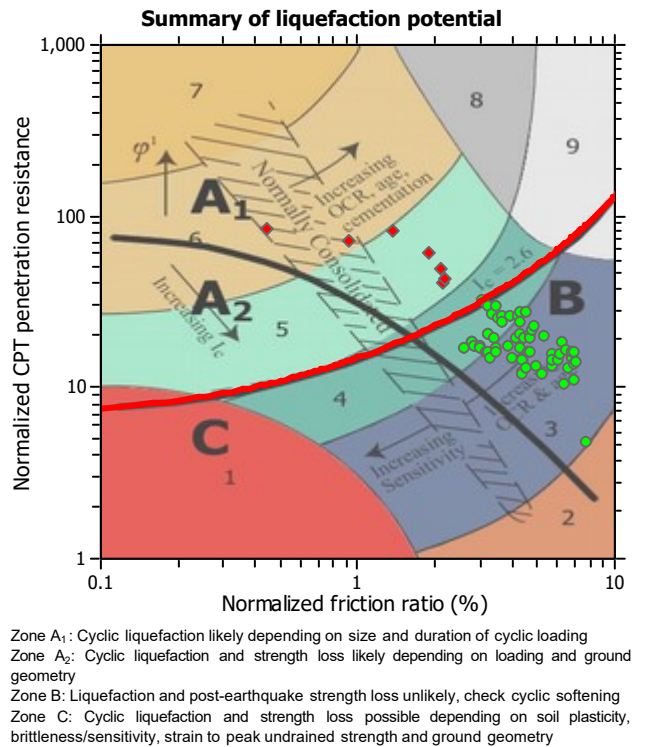 Summary of liquefaction potential
Normalized CPT penetration resistance
1,000
100
10
1
0.1
1
10
Normalized friction ratio (%)
7
8
9
φ'
A1
Increasing
OCR, age,
cementation
Normally Consolidated
6
Ic = 2.6
A2
Increasing Ic
B
5
4
Increasing
OCR & age
3
C
1
Increasing
Sensitivity
2
Zone A1: Cyclic liquefaction likely depending on size and duration of cyclic loading
Zone A2: Cyclic liquefaction and strength loss likely depending on loading and ground
geometry
Zone B: Liquefaction and post-earthquake strength loss unlikely, check cyclic softening
Zone C: Cyclic liquefaction and strength loss possible depending on soil plasticity,
brittleness/sensitivity, strain to peak undrained strength and ground geometry